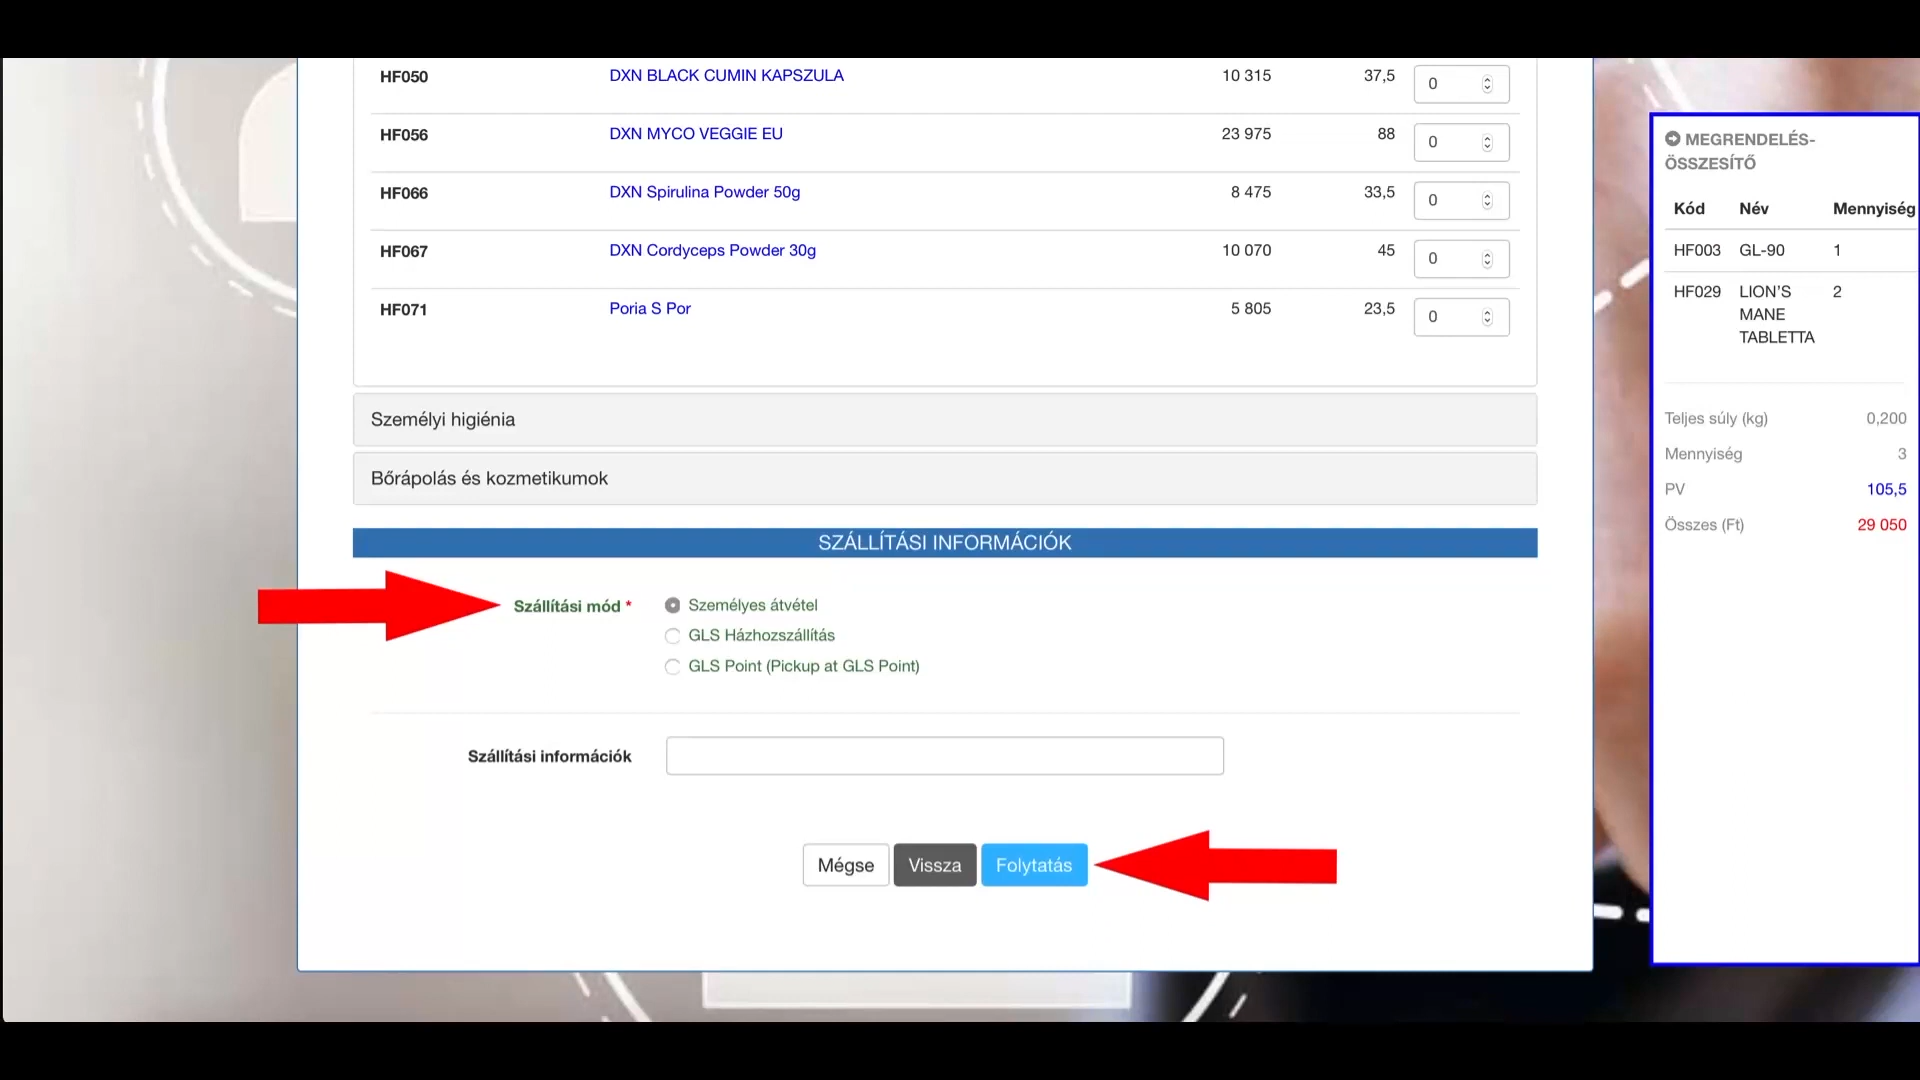 HF050 DXN BLACK CUMIN KAPSZULA 10 315 37,5 0
HF056 DXN MYCO VEGGIE EU 23 975 88 0
HF066 DXN Spirulina Powder 50g 8 475 33,5 0
HF067 DXN Cordyceps Powder 30g 10 070 45 0
HF071 Poria S Por 5 805 23,5 0
Személyi higiénia
Bőrápolás és kozmetikumok
SZÁLLÍTÁSI INFORMÁCIÓK
Szállítási mód * Személyes átvétel
GLS Házhozszállítás
GLS Point (Pickup at GLS Point)
Szállítási információk
Mégse Vissza Folytatás
MEGRENDELÉS-
ÖSSZESÍTŐ
Kód Név Mennyiség
HF003 GL-90 1
HF029 LION'S 2
MANE
TABLETTA
Teljes súly (kg) 0,200
Mennyiség 3
PV 105,5
Összes (Ft) 29 050